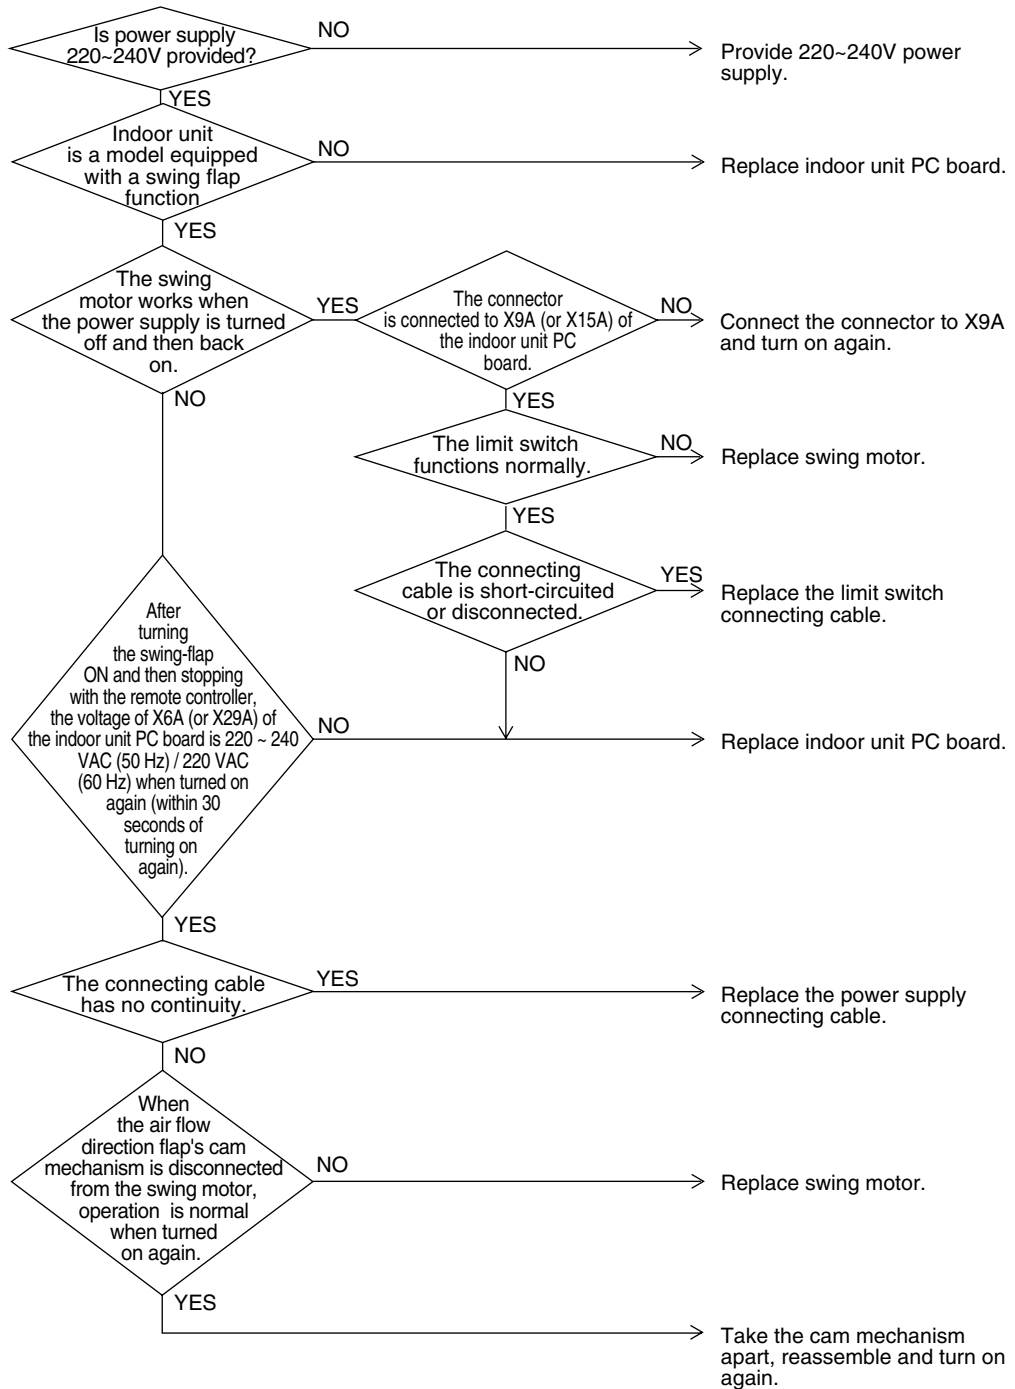 Is power supply
220~240V provided?
NO
Provide 220~240V power
supply.
YES
Indoor unit
is a model equipped
with a swing flap
function
NO
Replace indoor unit PC board.
YES
The swing
motor works when
the power supply is turned
off and then back
on.
YES
The connector
is connected to X9A (or X15A) of
the indoor unit PC
board.
NO
Connect the connector to X9A
and turn on again.
NO
YES
The limit switch
functions normally.
NO
Replace swing motor.
YES
The connecting
cable is short-circuited
or disconnected.
YES
Replace the limit switch
connecting cable.
NO
After
turning
the swing-flap
ON and then stopping
with the remote controller,
the voltage of X6A (or X29A) of
the indoor unit PC board is 220 ~ 240
VAC (50 Hz) / 220 VAC
(60 Hz) when turned on
again (within 30
seconds of
turning on
again).
NO
Replace indoor unit PC board.
YES
The connecting cable
has no continuity.
YES
Replace the power supply
connecting cable.
NO
When
the air flow
direction flap's cam
mechanism is disconnected
from the swing motor,
operation is normal
when turned
on again.
NO
Replace swing motor.
YES
Take the cam mechanism
apart, reassemble and turn on
again.